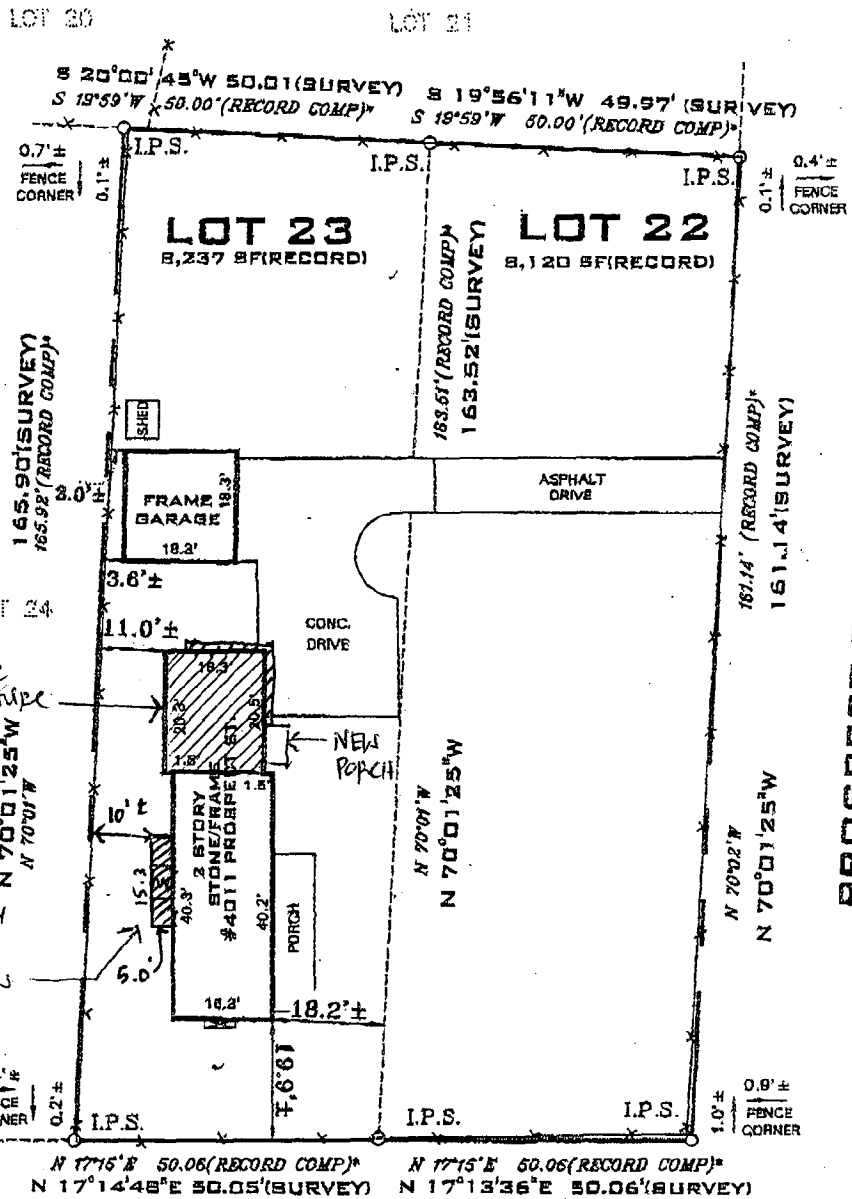 LOT 20
LOT 21
S 20°00'45"W 50.01(SURVEY)
S 19°59'W 50.00'(RECORD COMP)*
S 19°56'11"W 49.97' (SURVEY)
S 19°59'W 50.00'(RECORD COMP)*
I.P.S.
I.P.S.
I.P.S.
0.7'±
FENCE
CORNER
0.1'±
0.4'±
FENCE
CORNER
0.1'±
LOT 23
8,237 SF(RECORD)
LOT 22
8,120 SF(RECORD)
163.51'(RECORD COMP)*
163.52'(SURVEY)
165.90'(SURVEY)
165.92'(RECORD COMP)*
161.14' (RECORD COMP)*
161.14'(SURVEY)
SHED
3.0'±
FRAME
GARAGE
18.3'
18.3'
ASPHALT
DRIVE
3.6'±
T 24
11.0'±
CONC.
DRIVE
16.3'
20.5'
1.5'
1.5'
NEW
PORCH
N 70°01'25"W
N 70°01'W
10' ±
2 STORY
STONE/FRAME
#4011 PROSPECT ST.
15.3
40.3'
40.2'
PORCH
5.0'
16.3'
18.2'±
19.9'±
N 70°01'W
N 70°01'25"W
N 70°02'W
N 70°01'25"W
0.2'±
I.P.S.
I.P.S.
I.P.S.
1.0'±
0.9'±
FENCE
CORNER
N 17°15'E 50.06(RECORD COMP)*
N 17°14'48"E 50.05'(SURVEY)
N 17°15'E 50.06(RECORD COMP)*
N 17°13'36"E 50.06'(SURVEY)